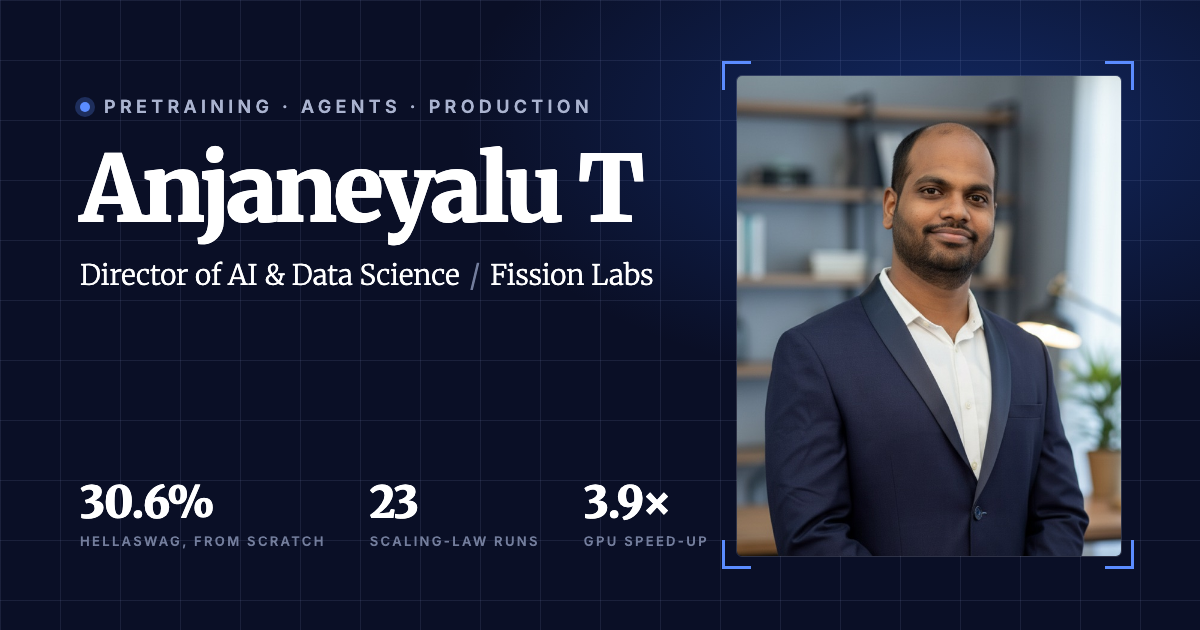 PRETRAINING · AGENTS · PRODUCTION
Anjaneyalu T
Director of AI & Data Science / Fission Labs
30.6% 23 3.9×
HELLASWAG, FROM SCRATCH SCALING-LAW RUNS GPU SPEED-UP